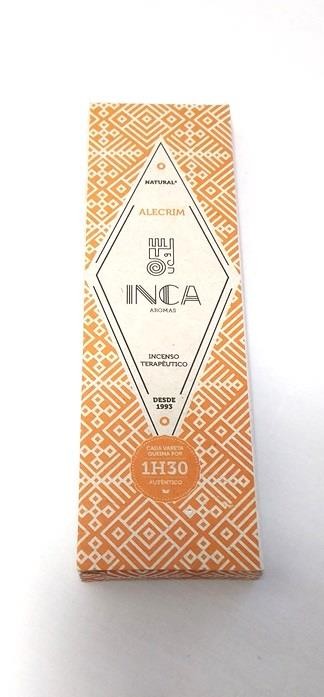 NATURAL*
ALECRIM
INCA
AROMAS
INCENSO
TERAPÊUTICO
DESDE
1993
CADA VARETA
QUEIMA POR
1H30
AUTÊNTICO